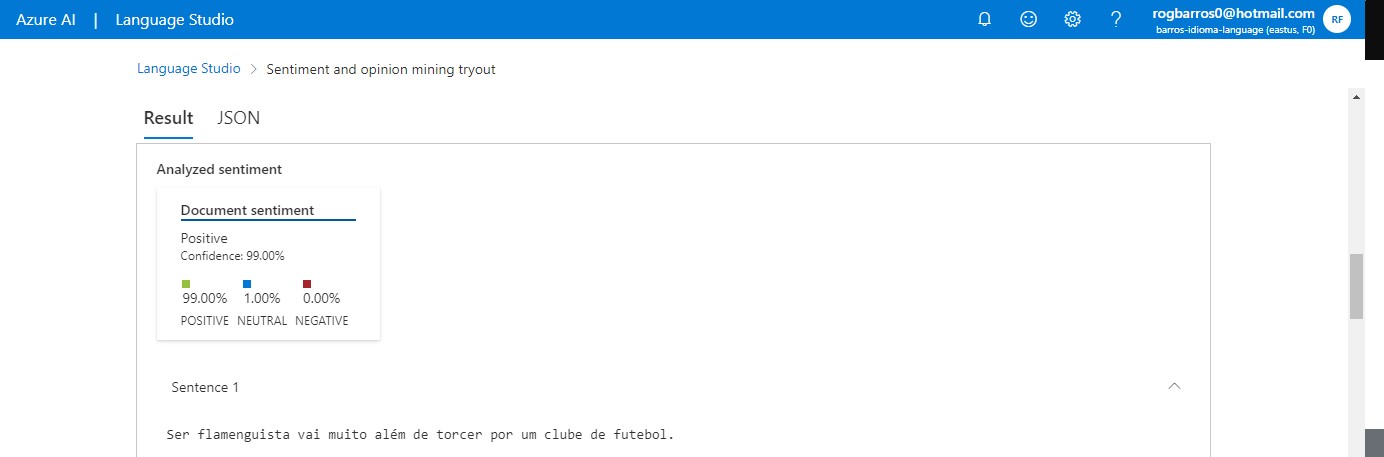 Azure AI | Language Studio
rogbarros0@hotmail.com
barros-idioma-language (eastus, F0)
RF
Language Studio > Sentiment and opinion mining tryout
Result JSON
Analyzed sentiment
Document sentiment
Positive
Confidence: 99.00%
99.00% 1.00% 0.00%
POSITIVE NEUTRAL NEGATIVE
Sentence 1
Ser flamenguista vai muito além de torcer por um clube de futebol.